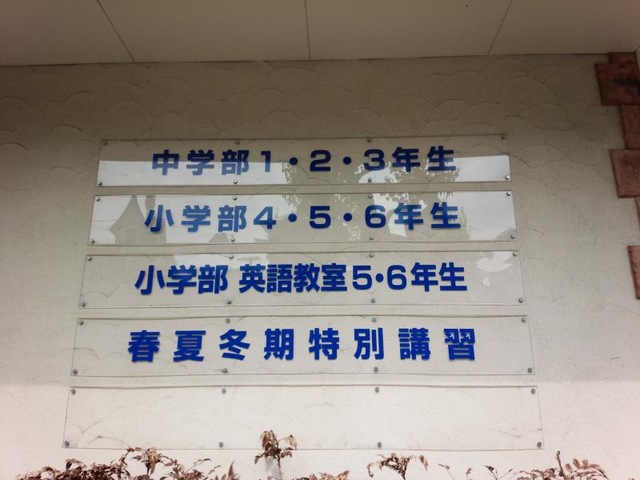 中学部1・2・3年生
小学部4・5・6年生
小学部 英語教室5・6年生
春夏冬期特別講習